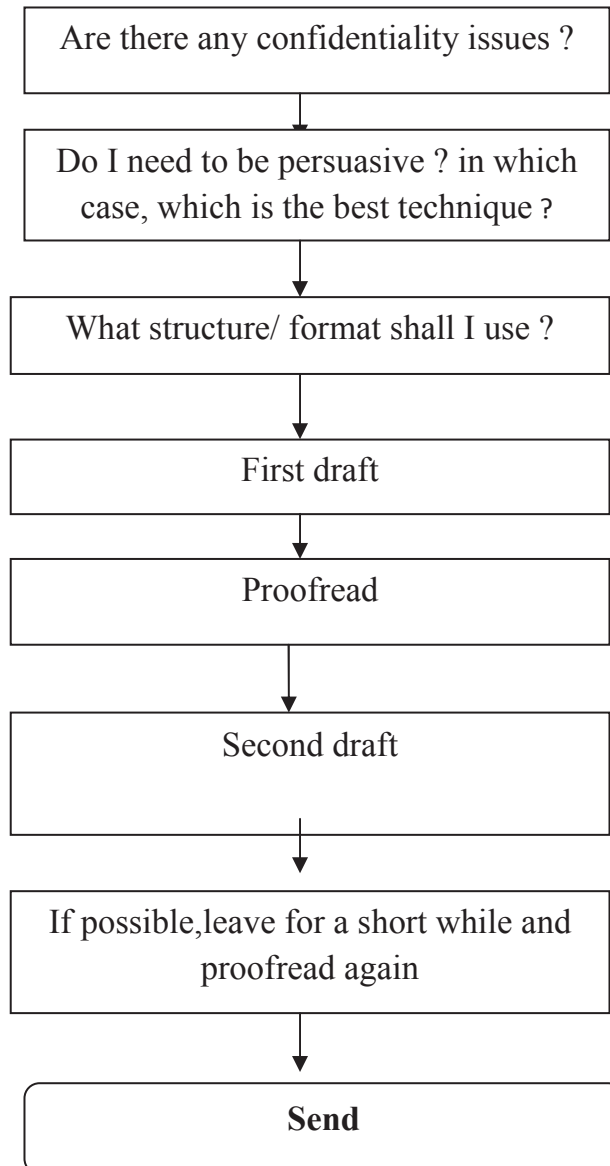 Are there any confidentiality issues ?
Do I need to be persuasive ? in which
case, which is the best technique ?
What structure/ format shall I use ?
First draft
Proofread
Second draft
If possible,leave for a short while and
proofread again
Send